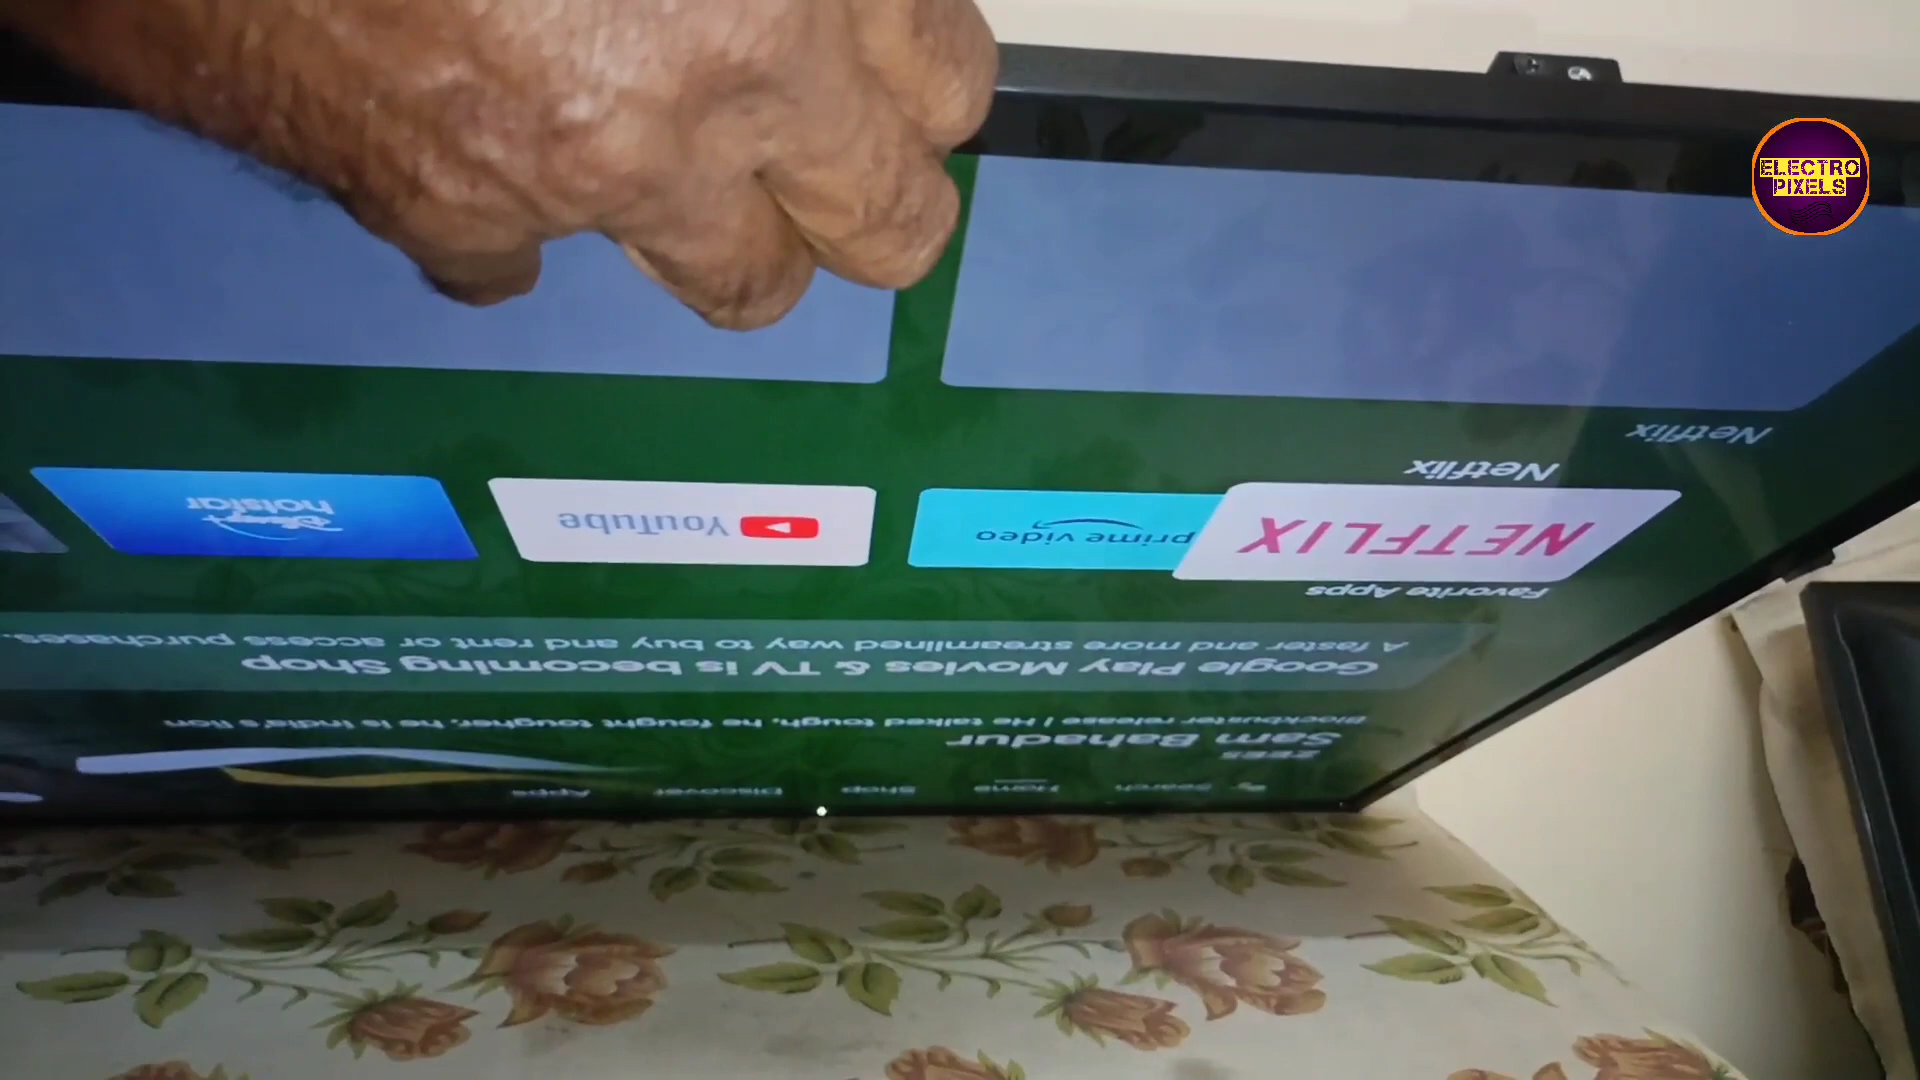 ELECTRO
PIXELS
Search Home Shop Discover Apps
ZEE5
Sam Bahadur
Blockbuster release | He talked tough, he fought tougher, he is India's lion
Google Play Movies & TV is becoming Shop
A faster and more streamlined way to buy and rent or access purchases.
Favorite Apps
NETFLIX
prime video
YouTube
Disney+
hotstar
Netflix
Netflix